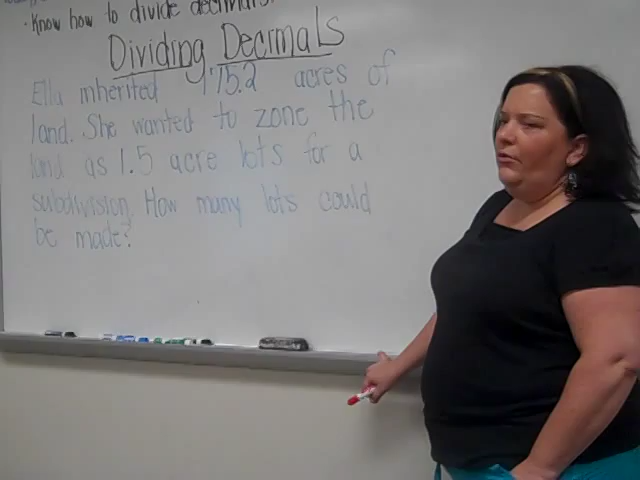 · Know how to divide decimals.
Dividing Decimals
Ella inherited 175.2 acres of
land. She wanted to zone the
land as 1.5 acre lots for a
subdivision. How many lots could
be made?